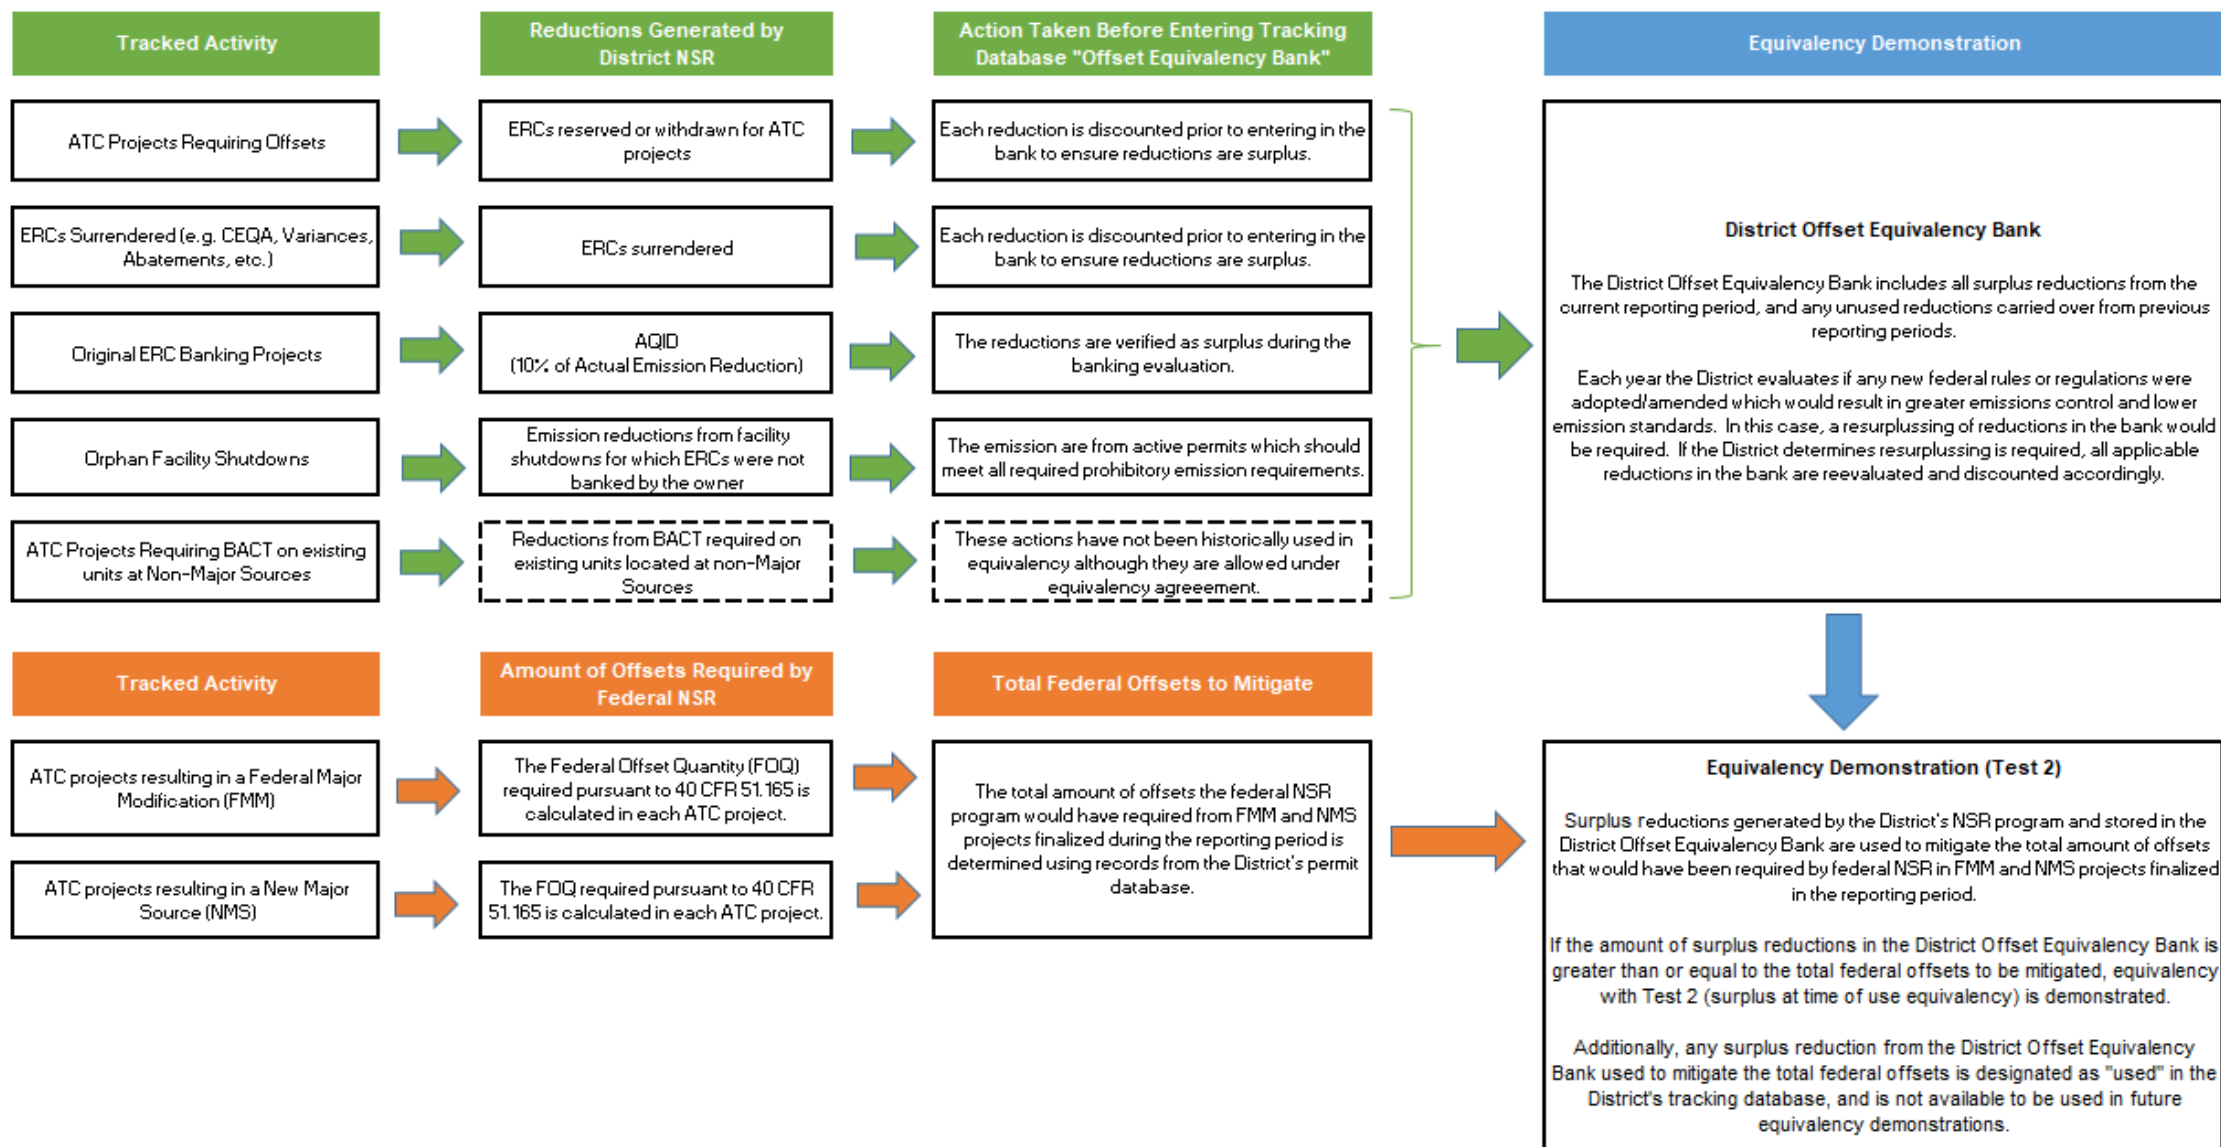 Tracked Activity
Reductions Generated by
District NSR
Action Taken Before Entering Tracking
Database "Offset Equivalency Bank"
Equivalency Demonstration
ATC Projects Requiring Offsets
ERCs reserved or withdrawn for ATC
projects
Each reduction is discounted prior to entering in the
bank to ensure reductions are surplus.
ERCs Surrendered (e.g. CEQA, Variances,
Abatements, etc.)
ERCs surrendered
Each reduction is discounted prior to entering in the
bank to ensure reductions are surplus.
Original ERC Banking Projects
AQID
(10% of Actual Emission Reduction)
The reductions are verified as surplus during the
banking evaluation.
Orphan Facility Shutdowns
Emission reductions from facility
shutdowns for which ERCs were not
banked by the owner
The emission are from active permits which should
meet all required prohibitory emission requirements.
ATC Projects Requiring BACT on existing
units at Non-Major Sources
Reductions from BACT required on
existing units located at non-Major
Sources
These actions have not been historically used in
equivalency although they are allowed under
equivalency agreeement.
District Offset Equivalency Bank
The District Offset Equivalency Bank includes all surplus reductions from the
current reporting period, and any unused reductions carried over from previous
reporting periods.
Each year the District evaluates if any new federal rules or regulations were
adopted/amended which would result in greater emissions control and lower
emission standards. In this case, a resurplussing of reductions in the bank would
be required. If the District determines resurplussing is required, all applicable
reductions in the bank are reevaluated and discounted accordingly.
Tracked Activity
Amount of Offsets Required by
Federal NSR
Total Federal Offsets to Mitigate
ATC projects resulting in a Federal Major
Modification (FMM)
The Federal Offset Quantity (FOQ)
required pursuant to 40 CFR 51.165 is
calculated in each ATC project.
ATC projects resulting in a New Major
Source (NMS)
The FOQ required pursuant to 40 CFR
51.165 is calculated in each ATC project.
The total amount of offsets the federal NSR
program would have required from FMM and NMS
projects finalized during the reporting period is
determined using records from the District's permit
database.
Equivalency Demonstration (Test 2)
Surplus reductions generated by the District's NSR program and stored in the
District Offset Equivalency Bank are used to mitigate the total amount of offsets
that would have been required by federal NSR in FMM and NMS projects finalized
in the reporting period.
If the amount of surplus reductions in the District Offset Equivalency Bank is
greater than or equal to the total federal offsets to be mitigated, equivalency
with Test 2 (surplus at time of use equivalency) is demonstrated.
Additionally, any surplus reduction from the District Offset Equivalency
Bank used to mitigate the total federal offsets is designated as "used" in the
District's tracking database, and is not available to be used in future
equivalency demonstrations.